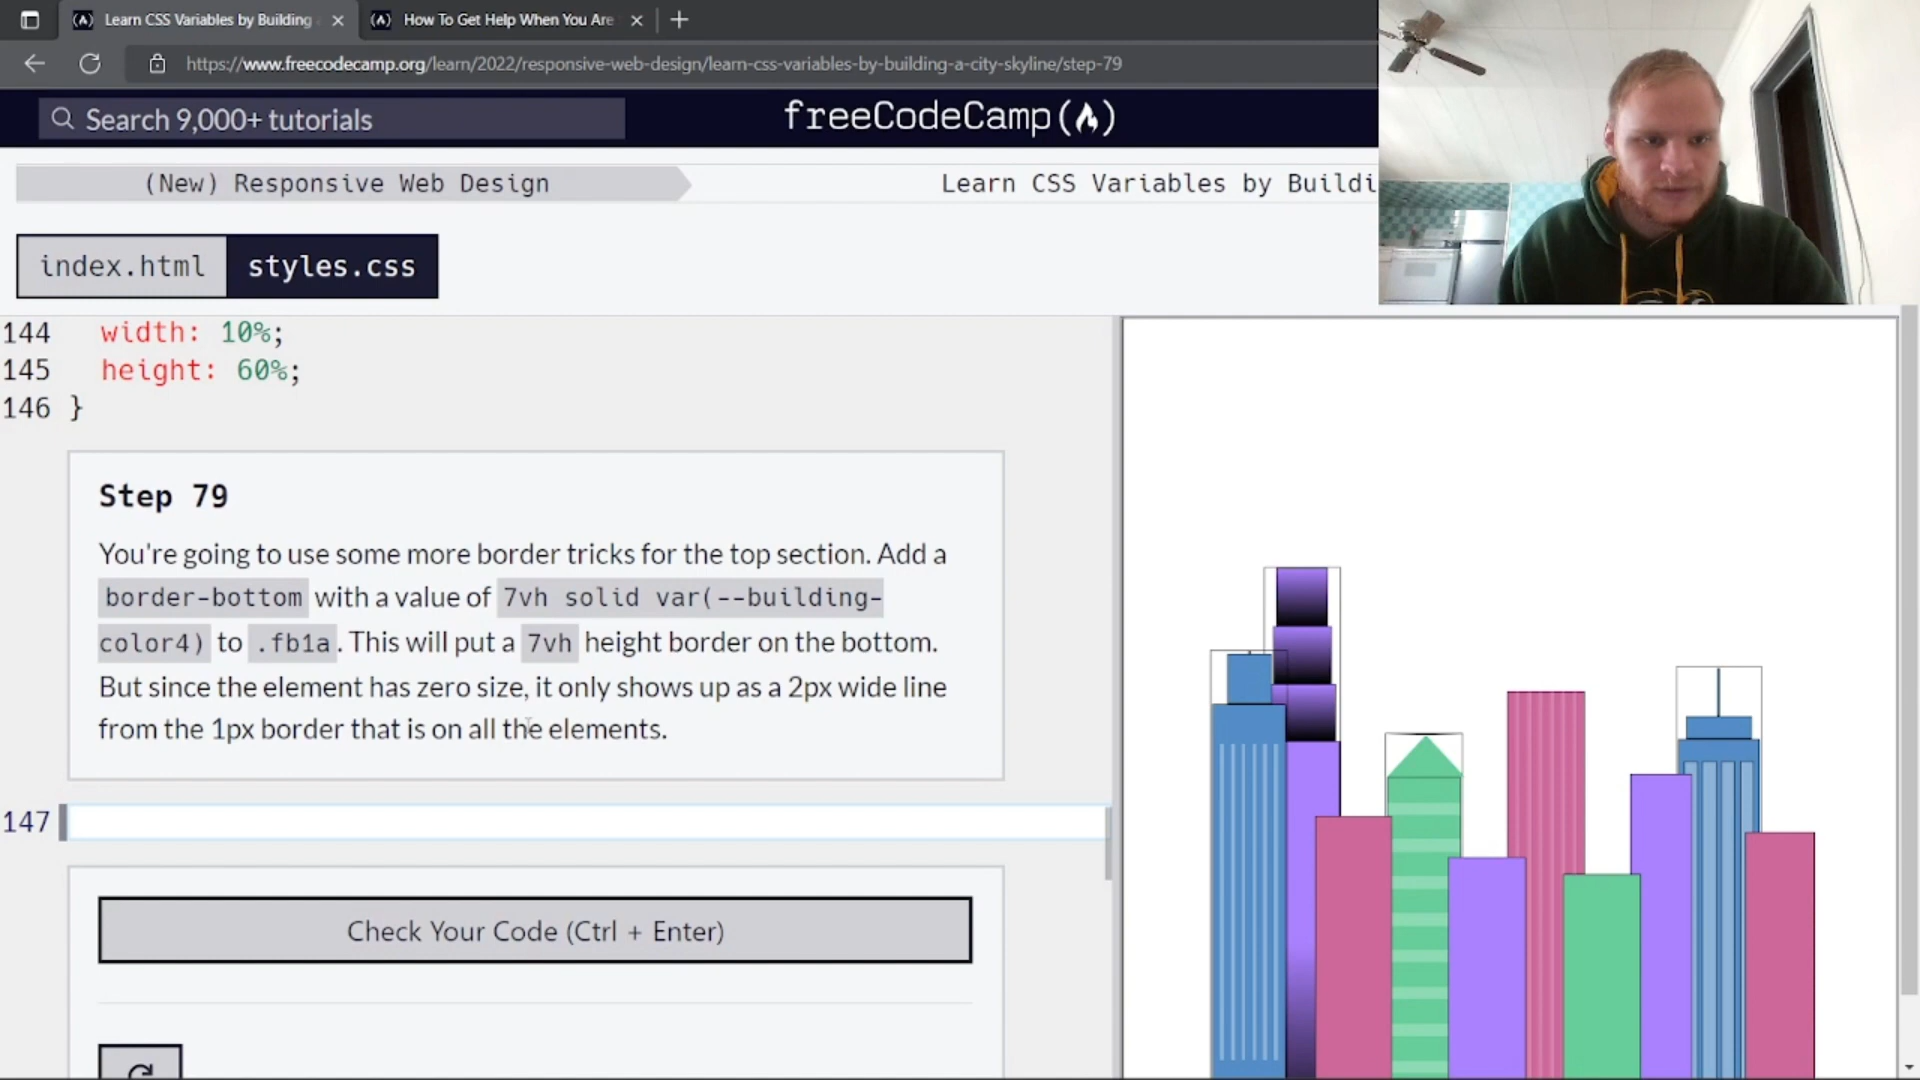 Learn CSS Variables by Building
How To Get Help When You Are
https://www.freecodecamp.org/learn/2022/responsive-web-design/learn-css-variables-by-building-a-city-skyline/step-79
Search 9,000+ tutorials
freeCodeCamp
(New) Responsive Web Design
Learn CSS Variables by Buildi
index.html
styles.css
144 width: 10%;
145 height: 60%;
146 }
Step 79
You're going to use some more border tricks for the top section. Add a
border-bottom with a value of 7vh solid var(--building-
color4) to .fb1a. This will put a 7vh height border on the bottom.
But since the element has zero size, it only shows up as a 2px wide line
from the 1px border that is on all the elements.
147
Check Your Code (Ctrl + Enter)